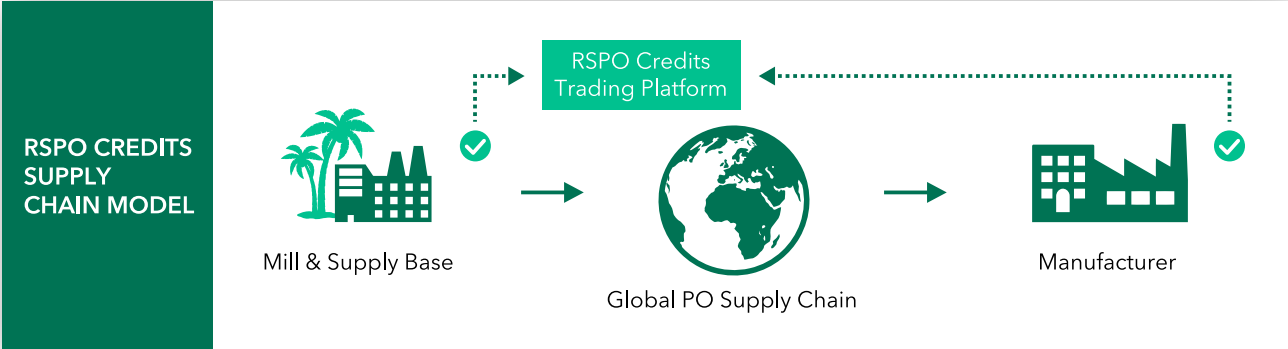 RSPO CREDITS
SUPPLY
CHAIN MODEL
RSPO Credits
Trading Platform
Mill & Supply Base
Global PO Supply Chain
Manufacturer